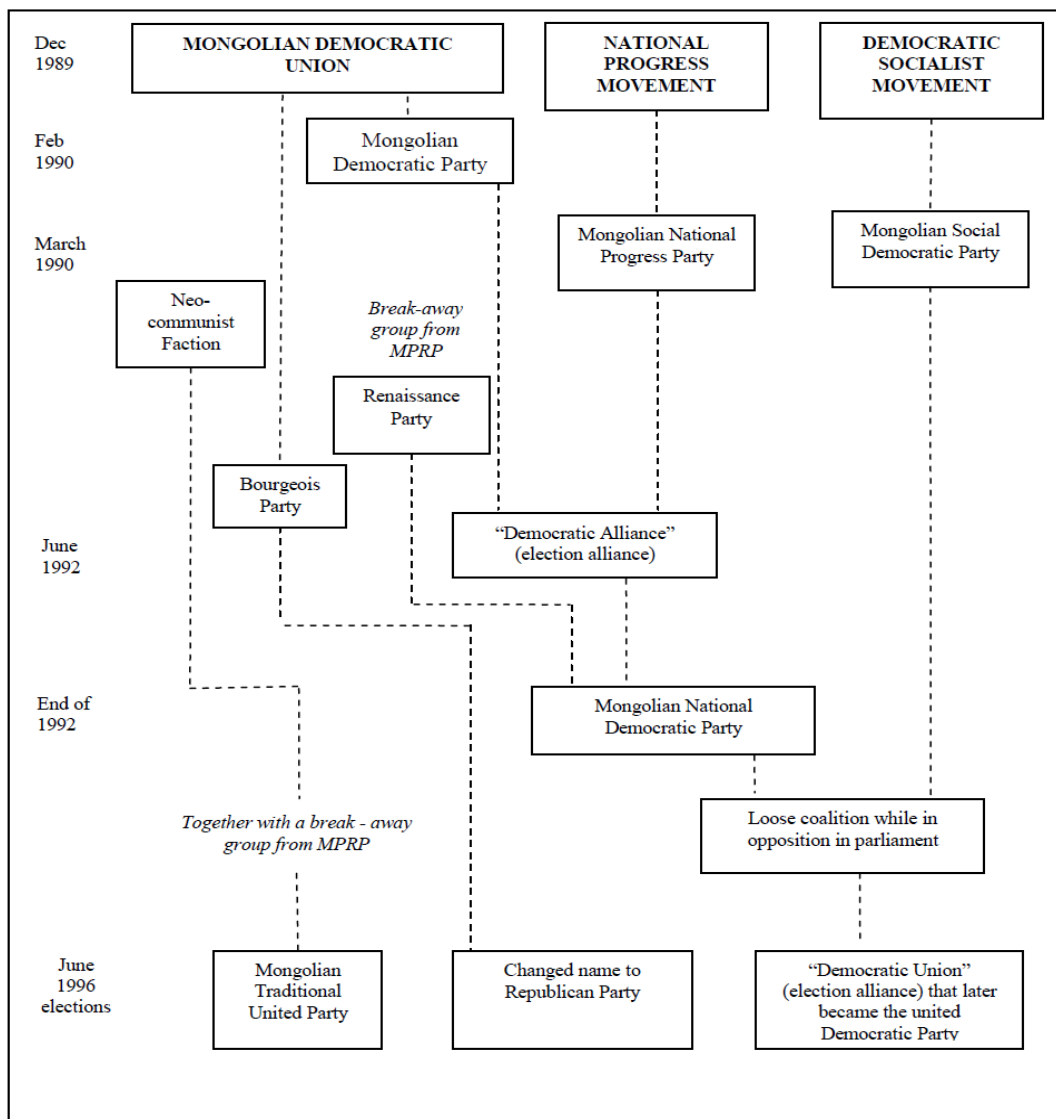 Dec
1989
MONGOLIAN DEMOCRATIC
UNION
NATIONAL
PROGRESS
MOVEMENT
DEMOCRATIC
SOCIALIST
MOVEMENT
Feb
1990
Mongolian
Democratic Party
March
1990
Mongolian National
Progress Party
Mongolian Social
Democratic Party
Neo-
communist
Faction
Break-away
group from
MPRP
Renaissance
Party
Bourgeois
Party
June
1992
“Democratic Alliance”
(election alliance)
End of
1992
Mongolian National
Democratic Party
Together with a break - away
group from MPRP
Loose coalition while in
opposition in parliament
June
1996
elections
Mongolian
Traditional
United Party
Changed name to
Republican Party
“Democratic Union”
(election alliance) that later
became the united
Democratic Party